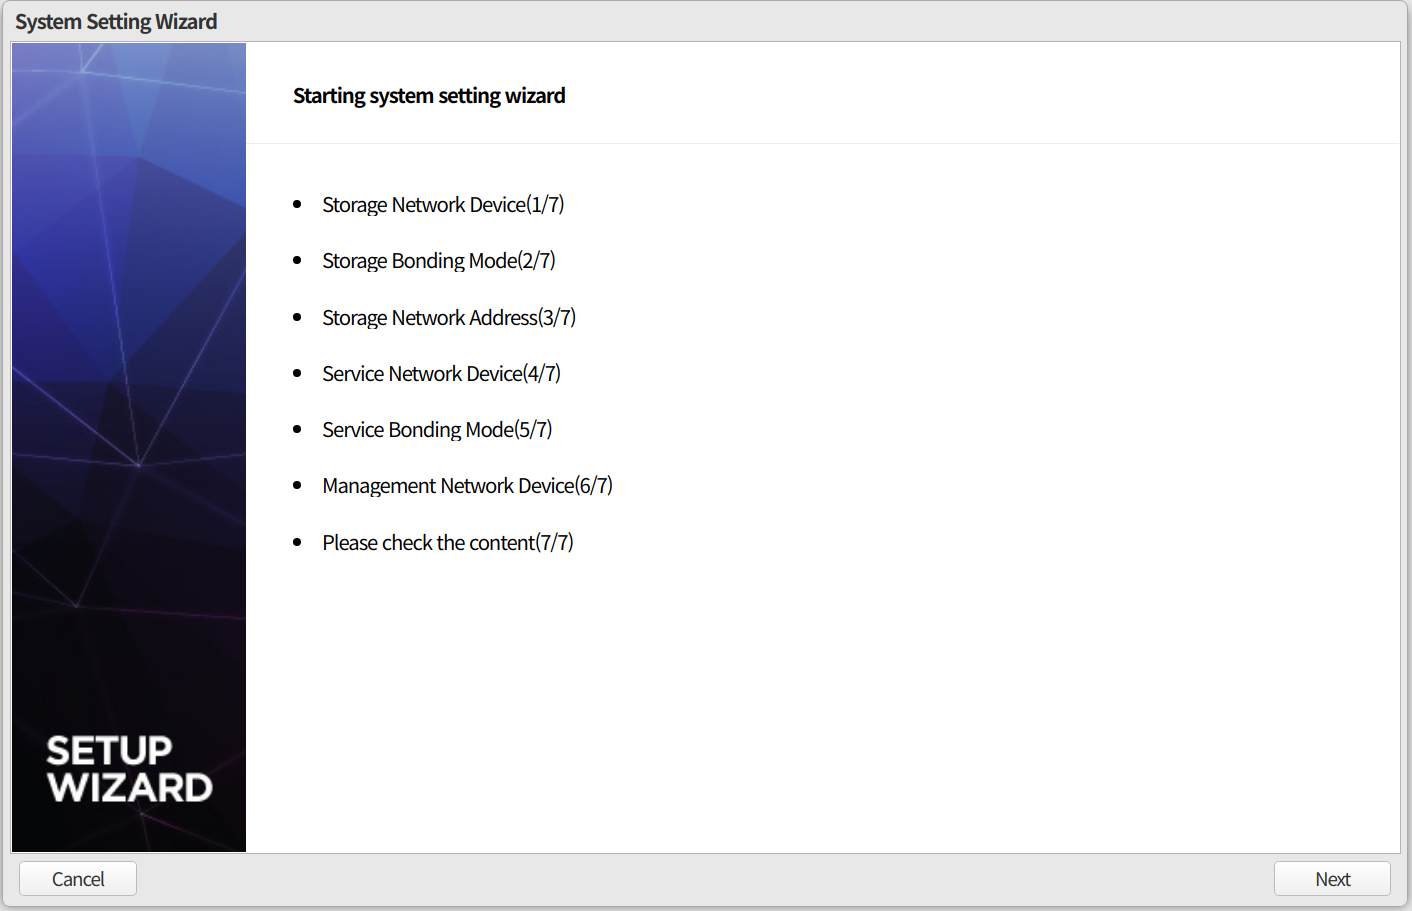 System Setting Wizard
Starting system setting wizard
Storage Network Device(1/7)
Storage Bonding Mode(2/7)
Storage Network Address(3/7)
Service Network Device(4/7)
Service Bonding Mode(5/7)
Management Network Device(6/7)
Please check the content(7/7)
SETUP
WIZARD
Cancel
Next